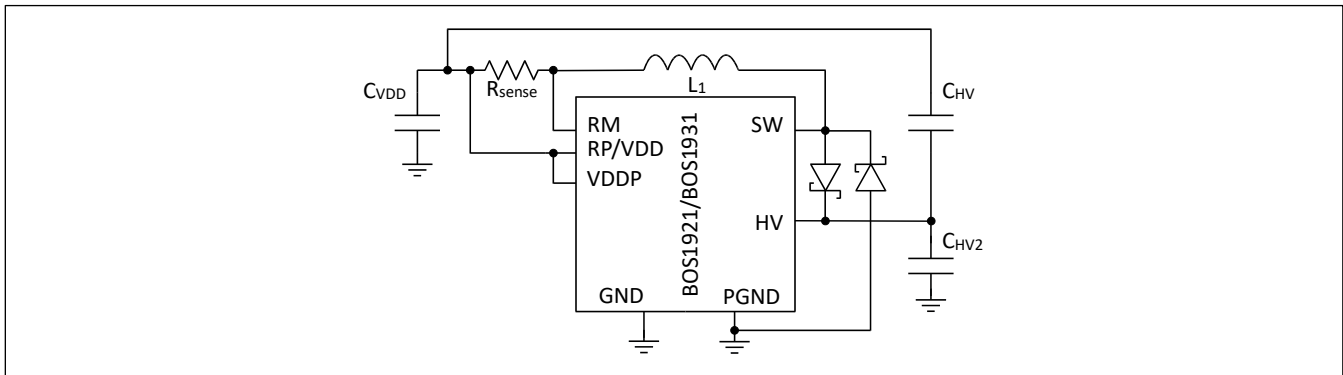 CVDD
Rsense
L1
CHV
RM
SW
RP/VDD
VDDP
BOS1921/BOS1931
HV
CHV2
GND
PGND